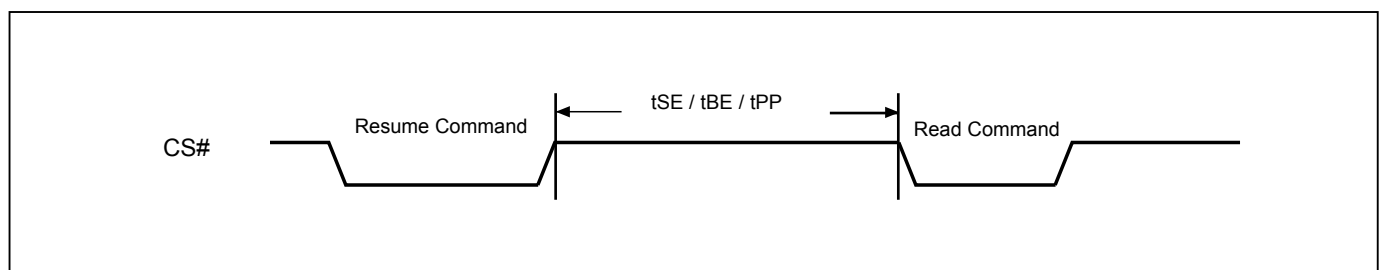 tSE / tBE / tPP
Resume Command
Read Command
CS#